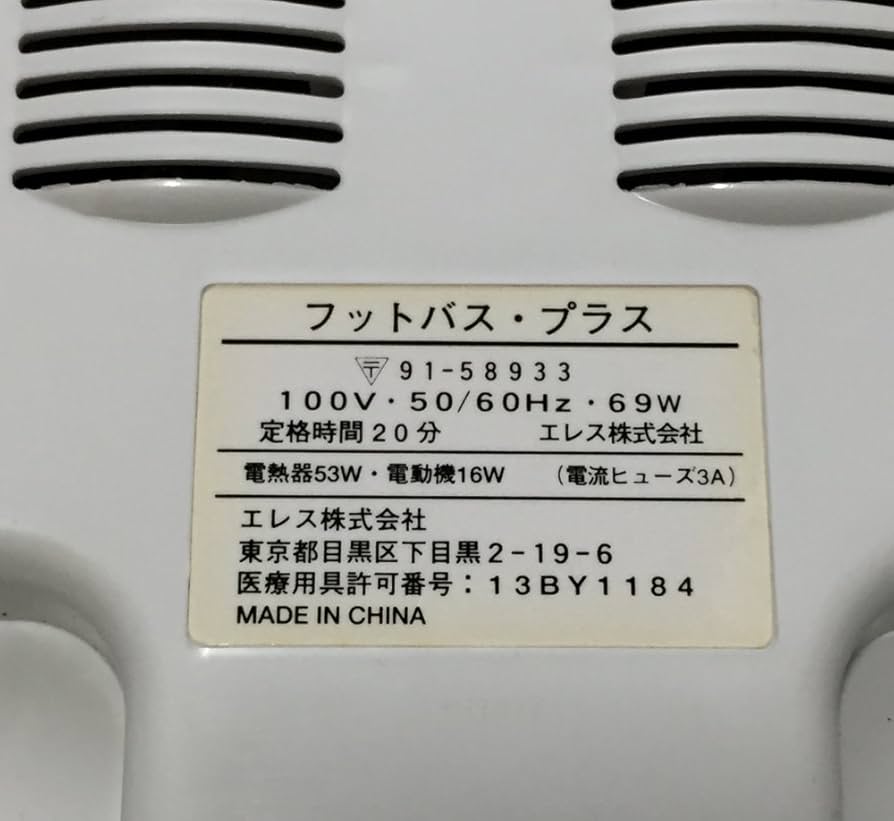 フットバス・プラス
〒91-58933
100V・50/60Hz・69W
定格時間20分 エレス株式会社
電熱器53W・電動機16W (電流ヒューズ3A)
エレス株式会社
東京都目黒区下目黒2-19-6
医療用具許可番号：13BY1184
MADE IN CHINA